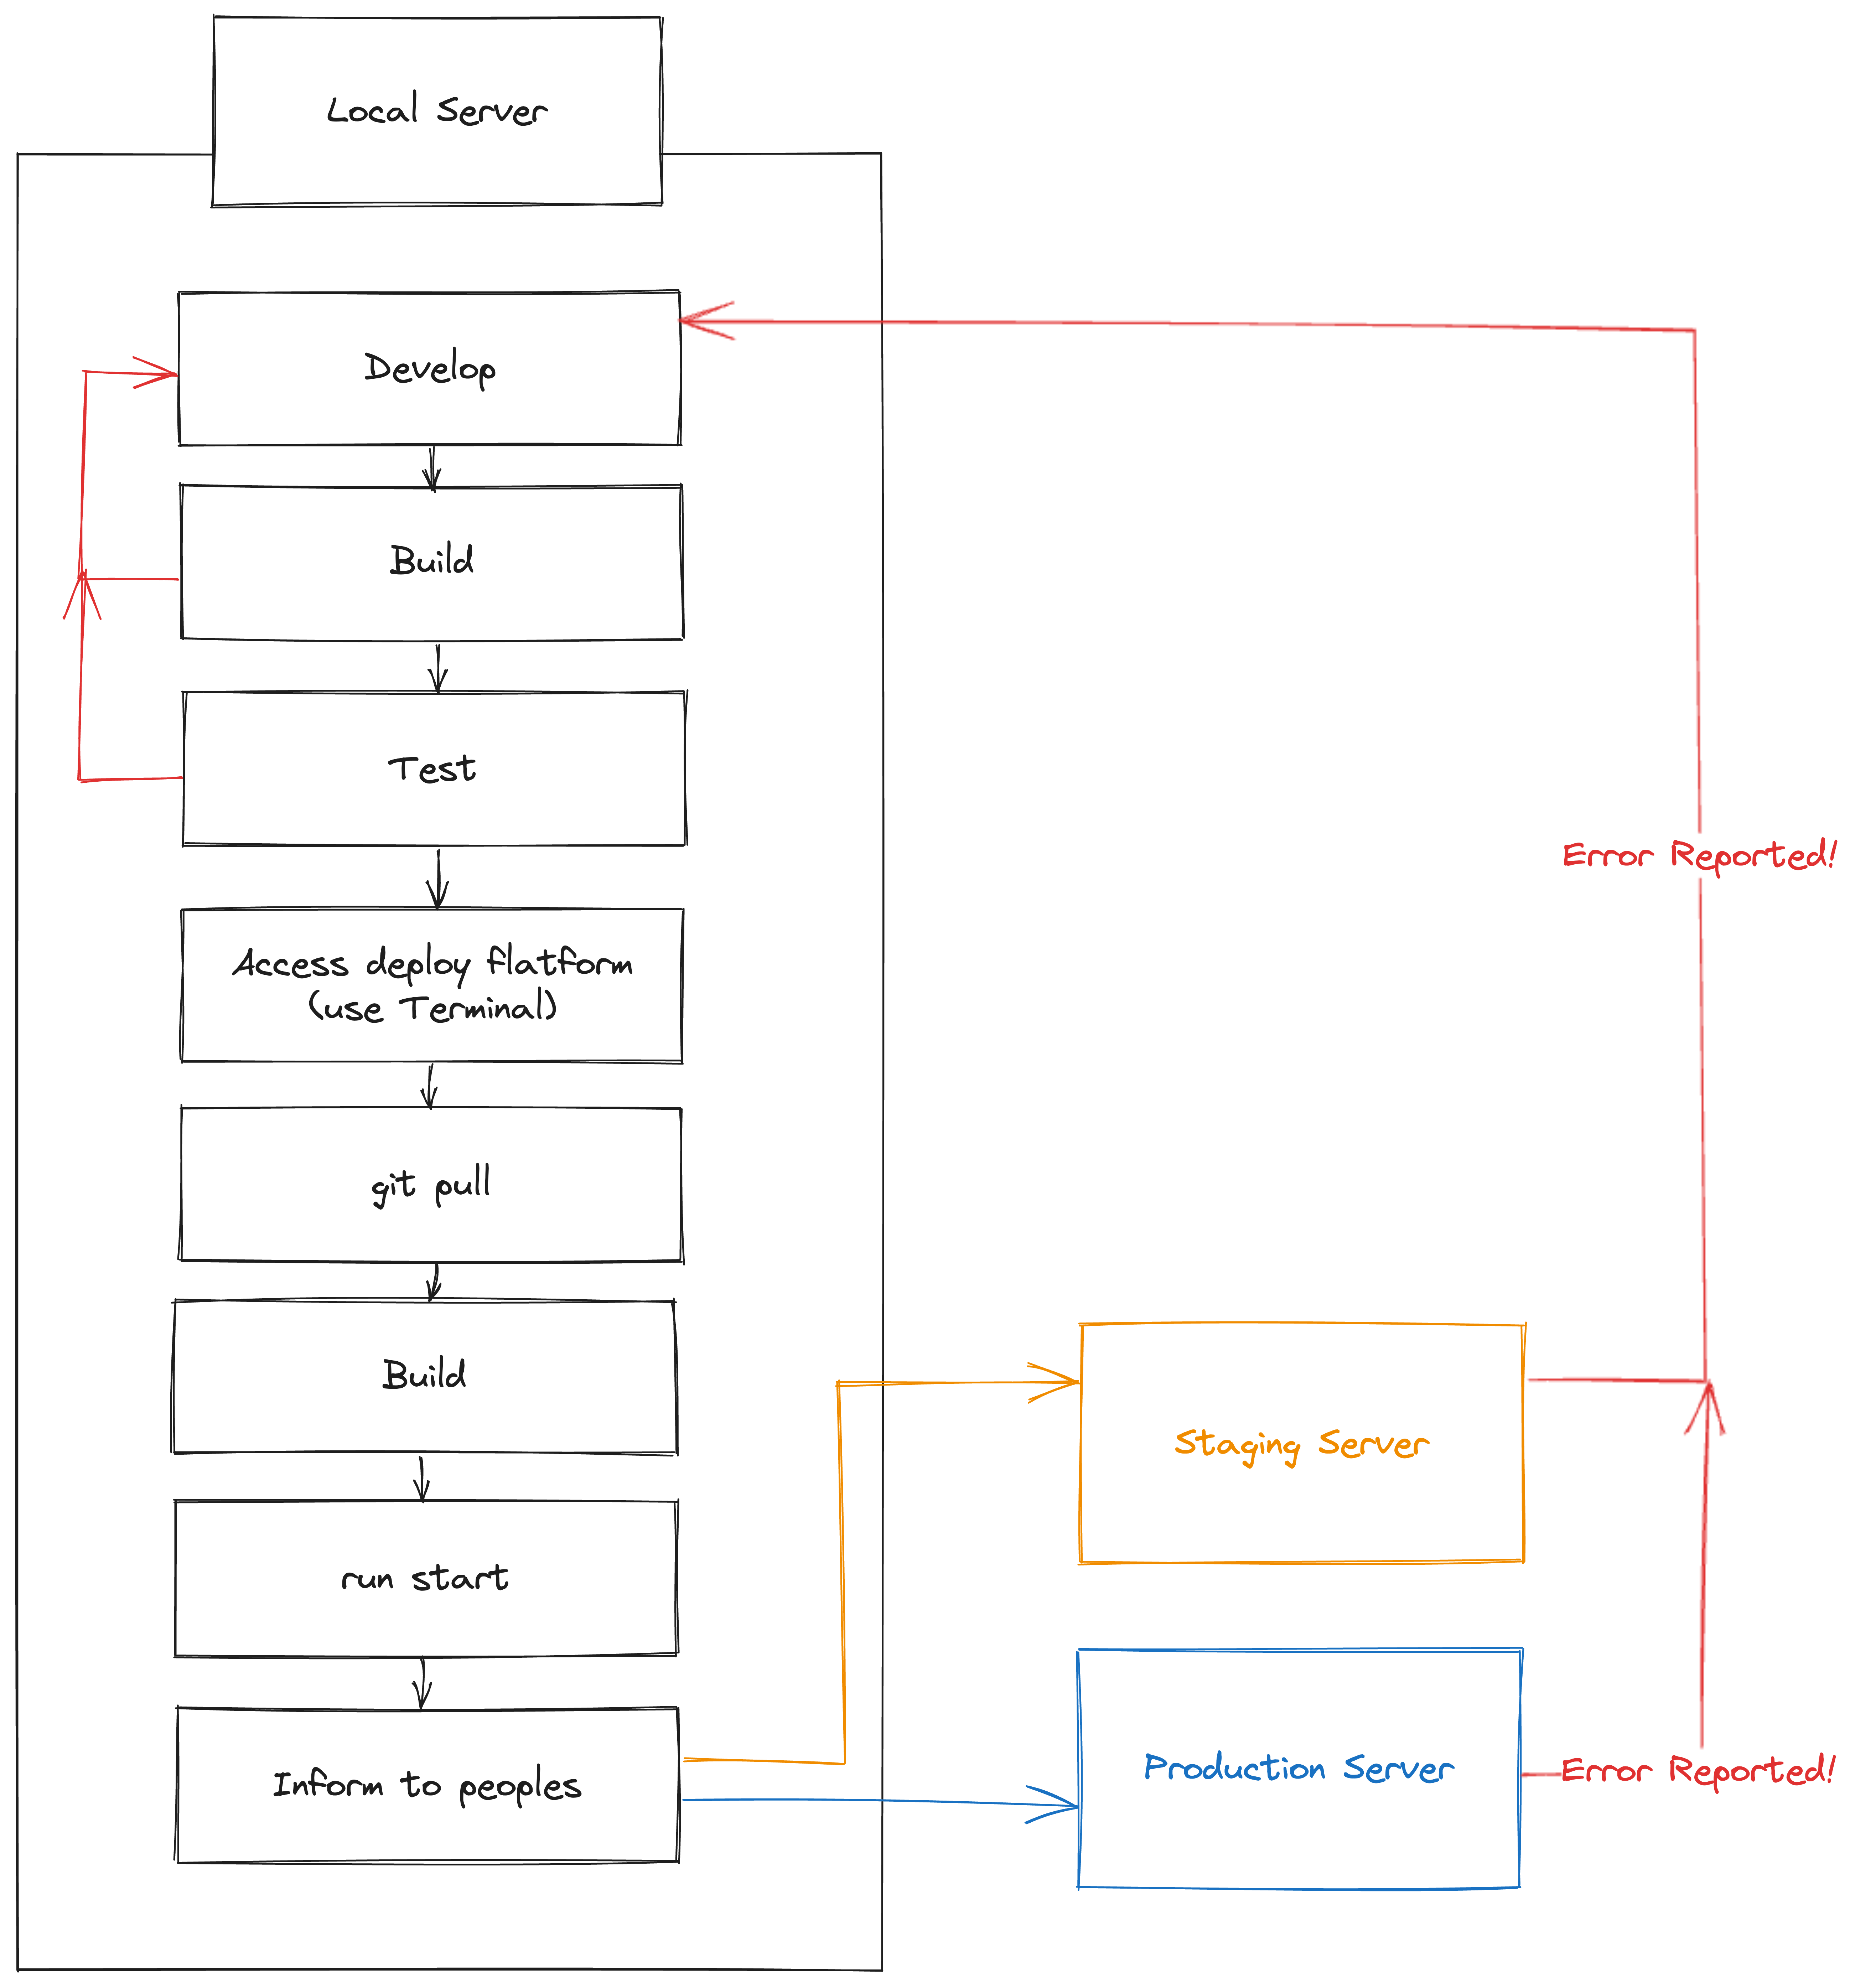 Local Server
Develop
Build
Test
Error Reported!
Access deploy flatform
(use Terminal)
git pull
Build
Staging Server
run start
Inform to peoples
Production Server
Error Reported!